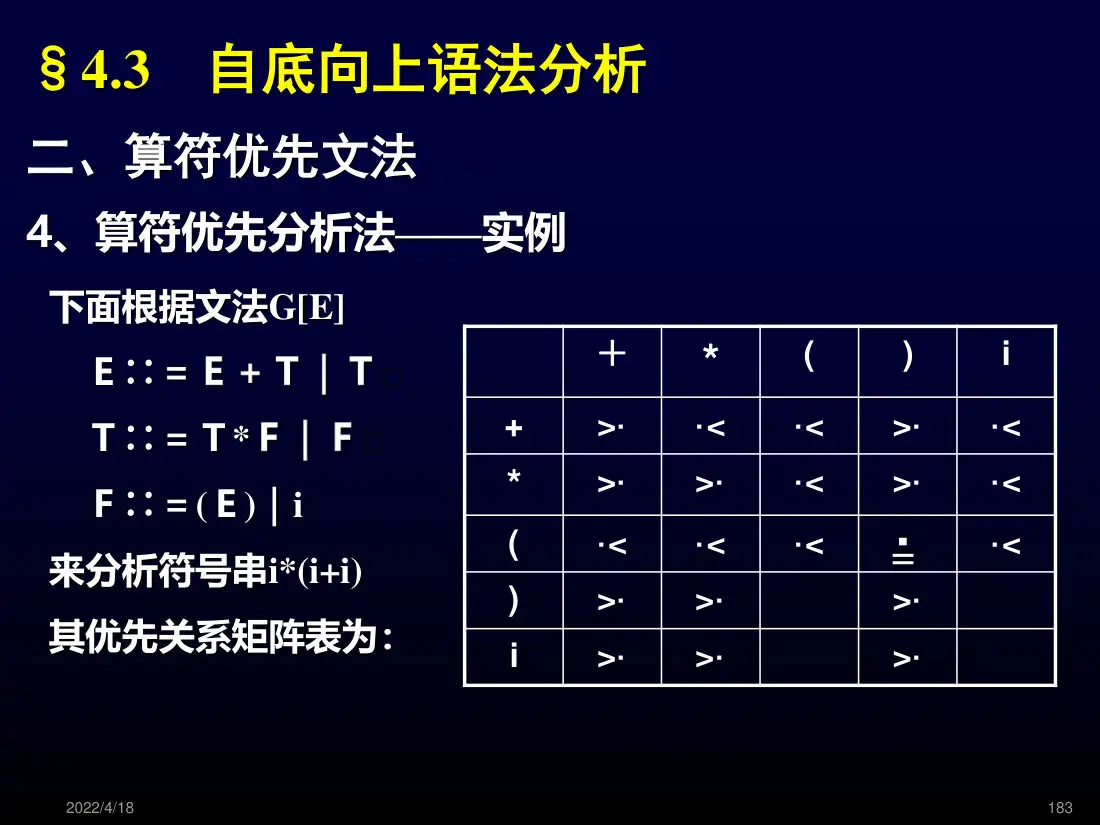 §4.3 自底向上语法分析
二、算符优先文法
4、算符优先分析法——实例
下面根据文法G[E]
E ∷= E + T | T
T ∷= T * F | F
F ∷= ( E ) | i
来分析符号串i*(i+i)
其优先关系矩阵表为：
＋ * ( ) i
+ >· ·< ·< >· ·<
* >· >· ·< >· ·<
( ·< ·< ·< ≐ ·<
) >· >· >·
i >· >· >·
2022/4/18
183